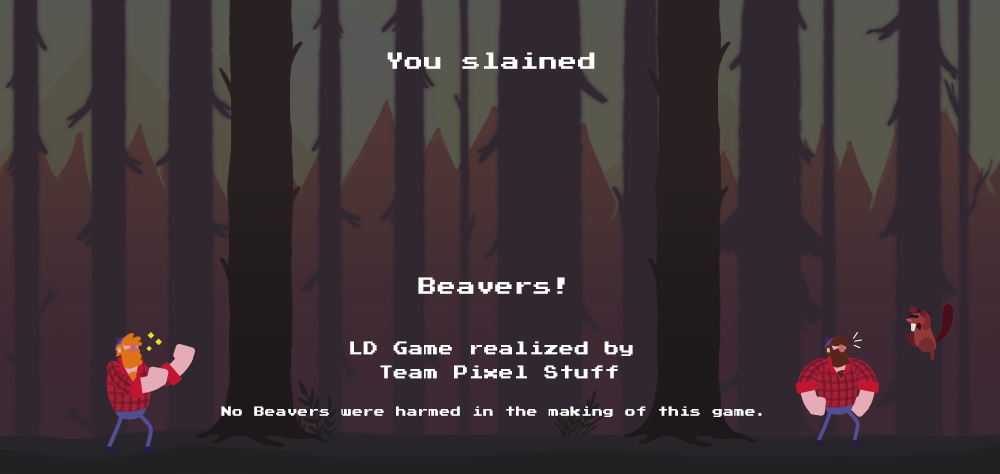 You slained
Beavers!
LD Game realized by
Team Pixel Stuff
No Beavers were harmed in the making of this game.